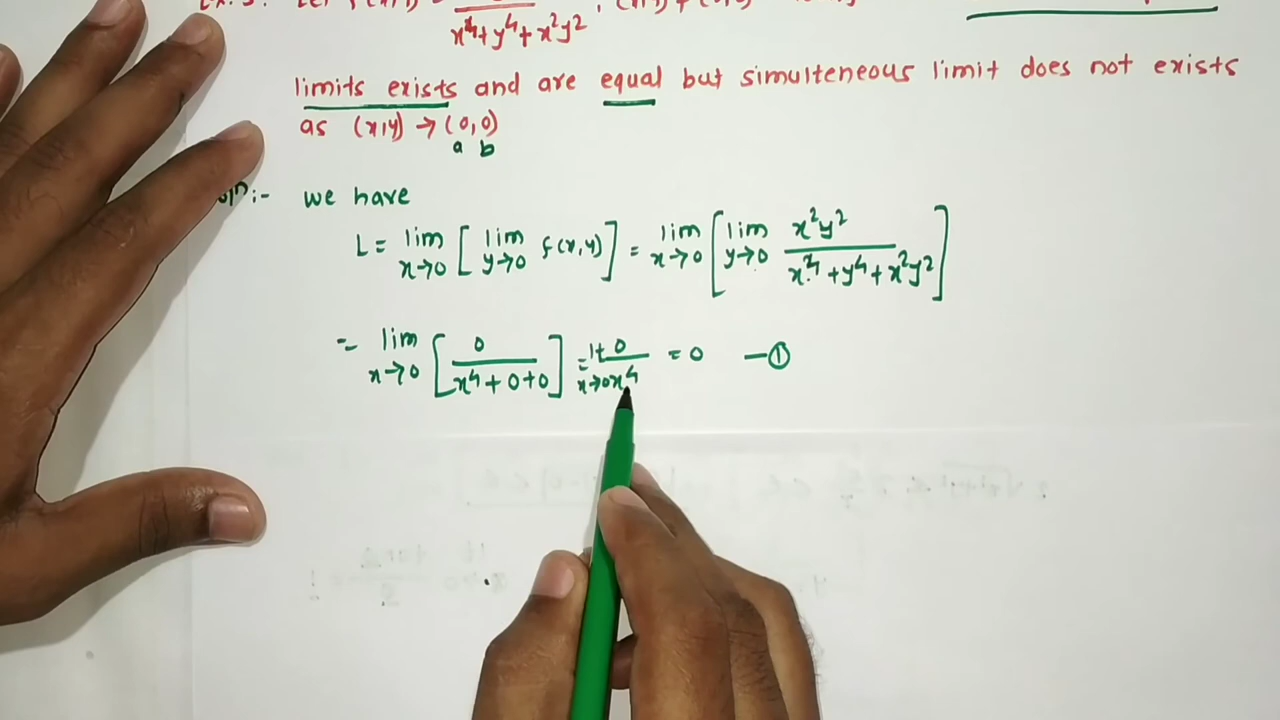 x⁴+y⁴+x²y²
limits exists and are equal but simulteneous limit does not exists
as (x,y) → (0,0)
a b
:- we have
L = lim x→0 [ lim y→0 f(x,y) ] = lim x→0 [ lim y→0 x²y² / x⁴+y⁴+x²y² ]
= lim x→0 [ 0 / x⁴+0+0 ] = lt x→0 0 / x⁴ = 0 —①